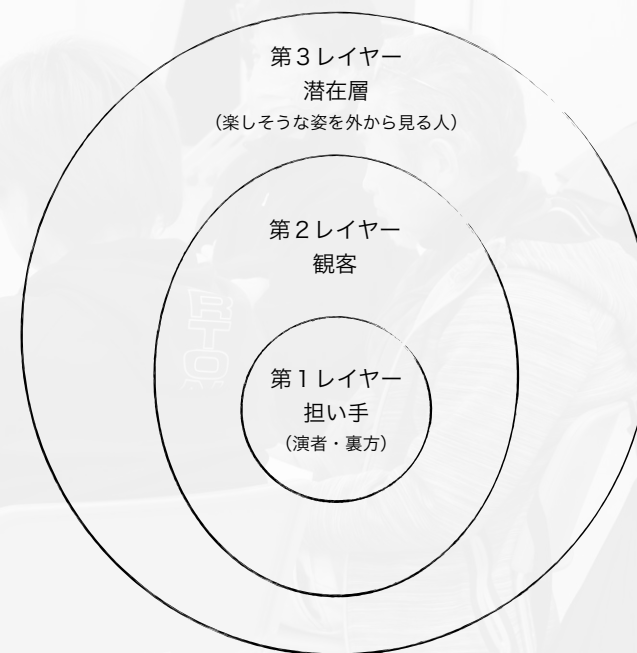 第３レイヤー
潜在層
（楽しそうな姿を外から見る人）
第２レイヤー
観客
第１レイヤー
担い手
（演者・裏方）